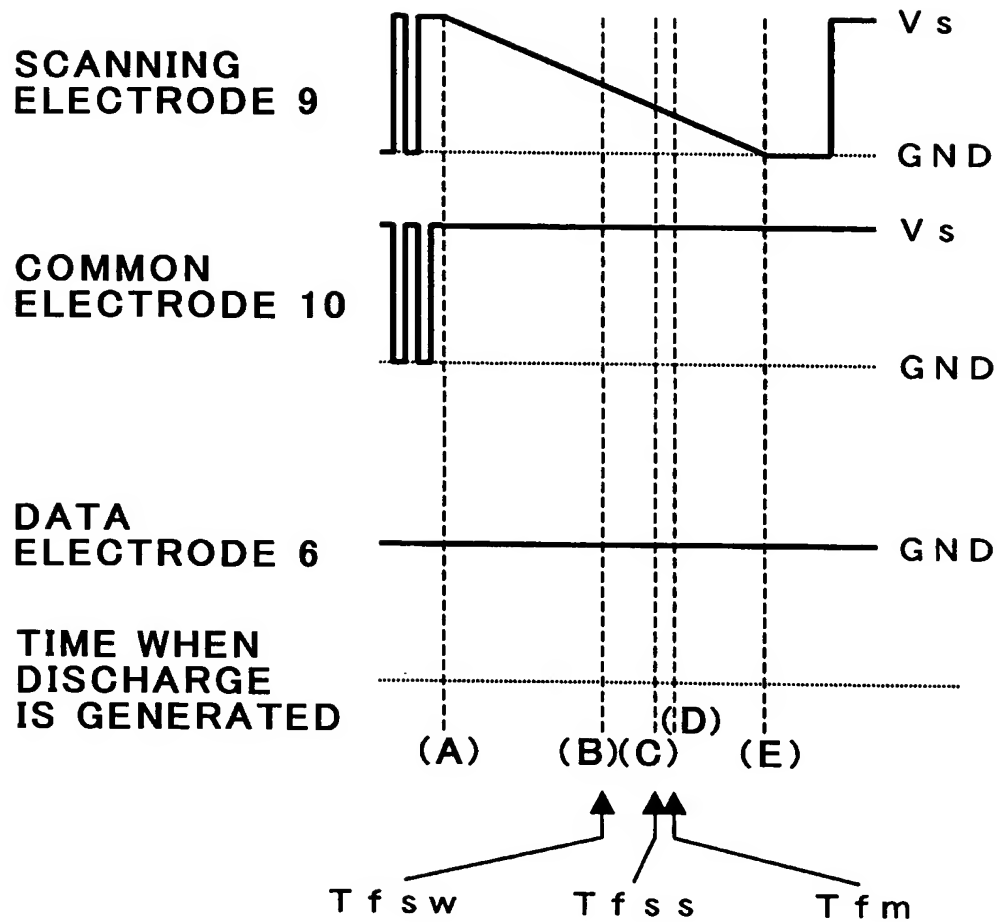 SCANNING
ELECTRODE 9
Vs
GND
COMMON
ELECTRODE 10
Vs
GND
DATA
ELECTRODE 6
GND
TIME WHEN
DISCHARGE
IS GENERATED
(A) (B) (C) (D) (E)
Tfsw Tfss Tfm